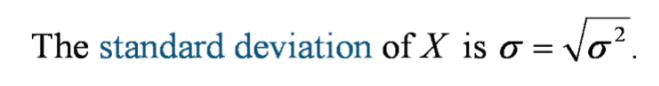 The standard deviation of X is σ = √σ².